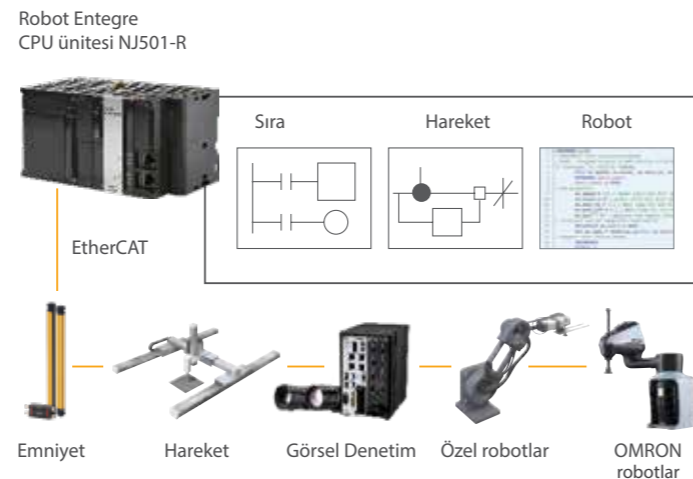 Robot Entegre
CPU ünitesi NJ501-R
Sıra
Hareket
Robot
EtherCAT
Emniyet
Hareket
Görsel Denetim
Özel robotlar
OMRON
robotlar